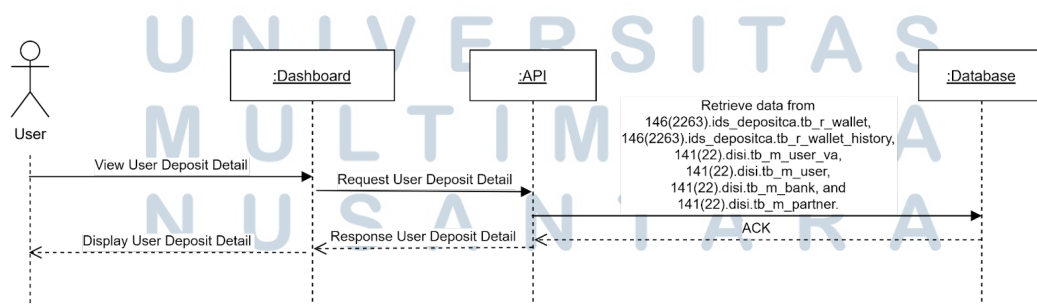 UNIVERSITAS
MULTIMEDIA
NUSANTARA
User
:Dashboard
:API
:Database
View User Deposit Detail
Request User Deposit Detail
Retrieve data from
146(2263).ids_depositca.tb_r_wallet,
146(2263).ids_depositca.tb_r_wallet_history,
141(22).disi.tb_m_user_va,
141(22).disi.tb_m_user,
141(22).disi.tb_m_bank, and
141(22).disi.tb_m_partner.
ACK
Response User Deposit Detail
Display User Deposit Detail